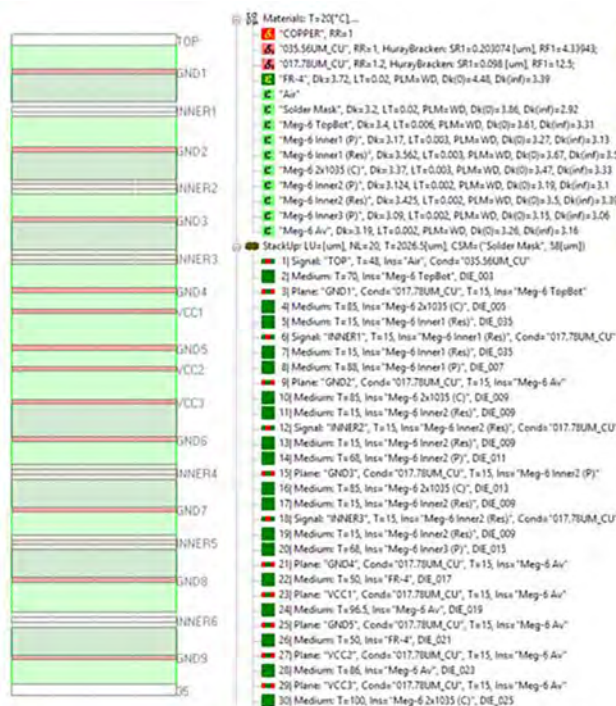 TOP
GND1
INNER1
GND2
INNER2
GND3
INNER3
GND4
VCC1
GND5
VCC2
VCC3
GND6
INNER4
GND7
INNER5
GND8
INNER6
GND9
Materials: T=20[°C],...
"COPPER", RR=1
"035.56UM_CU", RR=1, HurayBracken: SR1=0.203074 [um], RF1=4.33943;
"017.78UM_CU", RR=1.2, HurayBracken: SR1=0.098 [um], RF1=12.5;
"FR-4", Dk=3.72, LT=0.02, PLM=WD, Dk(0)=4.48, Dk(inf)=3.39
"Air"
"Solder Mask", Dk=3.2, LT=0.02, PLM=WD, Dk(0)=3.86, Dk(inf)=2.92
"Meg-6 TopBot", Dk=3.4, LT=0.006, PLM=WD, Dk(0)=3.61, Dk(inf)=3.31
"Meg-6 Inner1 (P)", Dk=3.17, LT=0.003, PLM=WD, Dk(0)=3.27, Dk(inf)=3.13
"Meg-6 Inner1 (Res)", Dk=3.562, LT=0.003, PLM=WD, Dk(0)=3.67, Dk(inf)=3.5
"Meg-6 2x1035 (C)", Dk=3.37, LT=0.003, PLM=WD, Dk(0)=3.47, Dk(inf)=3.33
"Meg-6 Inner2 (P)", Dk=3.124, LT=0.002, PLM=WD, Dk(0)=3.19, Dk(inf)=3.1
"Meg-6 Inner2 (Res)", Dk=3.425, LT=0.002, PLM=WD, Dk(0)=3.5, Dk(inf)=3.39
"Meg-6 Inner3 (P)", Dk=3.09, LT=0.002, PLM=WD, Dk(0)=3.15, Dk(inf)=3.06
"Meg-6 Av", Dk=3.19, LT=0.002, PLM=WD, Dk(0)=3.26, Dk(inf)=3.16
StackUp: LU=[um], NL=20, T=2026.5[um], CSM=("Solder Mask", 58[um])
1| Signal: "TOP", T=48, Ins="Air", Cond="035.56UM_CU"
2| Medium: T=70, Ins="Meg-6 TopBot", DIE_003
3| Plane: "GND1", Cond="017.78UM_CU", T=15, Ins="Meg-6 TopBot"
4| Medium: T=85, Ins="Meg-6 2x1035 (C)", DIE_005
5| Medium: T=15, Ins="Meg-6 Inner1 (Res)", DIE_035
6| Signal: "INNER1", T=15, Ins="Meg-6 Inner1 (Res)", Cond="017.78UM_CU"
7| Medium: T=15, Ins="Meg-6 Inner1 (Res)", DIE_035
8| Medium: T=88, Ins="Meg-6 Inner1 (P)", DIE_007
9| Plane: "GND2", Cond="017.78UM_CU", T=15, Ins="Meg-6 Av"
10| Medium: T=85, Ins="Meg-6 2x1035 (C)", DIE_009
11| Medium: T=15, Ins="Meg-6 Inner2 (Res)", DIE_009
12| Signal: "INNER2", T=15, Ins="Meg-6 Inner2 (Res)", Cond="017.78UM_CU"
13| Medium: T=15, Ins="Meg-6 Inner2 (Res)", DIE_009
14| Medium: T=68, Ins="Meg-6 Inner2 (P)", DIE_011
15| Plane: "GND3", Cond="017.78UM_CU", T=15, Ins="Meg-6 Inner2 (P)"
16| Medium: T=85, Ins="Meg-6 2x1035 (C)", DIE_013
17| Medium: T=15, Ins="Meg-6 Inner2 (Res)", DIE_009
18| Signal: "INNER3", T=15, Ins="Meg-6 Inner2 (Res)", Cond="017.78UM_CU"
19| Medium: T=15, Ins="Meg-6 Inner2 (Res)", DIE_009
20| Medium: T=68, Ins="Meg-6 Inner3 (P)", DIE_015
21| Plane: "GND4", Cond="017.78UM_CU", T=15, Ins="Meg-6 Av"
22| Medium: T=50, Ins="FR-4", DIE_017
23| Plane: "VCC1", Cond="017.78UM_CU", T=15, Ins="Meg-6 Av"
24| Medium: T=96.5, Ins="Meg-6 Av", DIE_019
25| Plane: "GND5", Cond="017.78UM_CU", T=15, Ins="Meg-6 Av"
26| Medium: T=50, Ins="FR-4", DIE_021
27| Plane: "VCC2", Cond="017.78UM_CU", T=15, Ins="Meg-6 Av"
28| Medium: T=86, Ins="Meg-6 Av", DIE_023
29| Plane: "VCC3", Cond="017.78UM_CU", T=15, Ins="Meg-6 Av"
30| Medium: T=100, Ins="Meg-6 2x1035 (C)", DIE_025